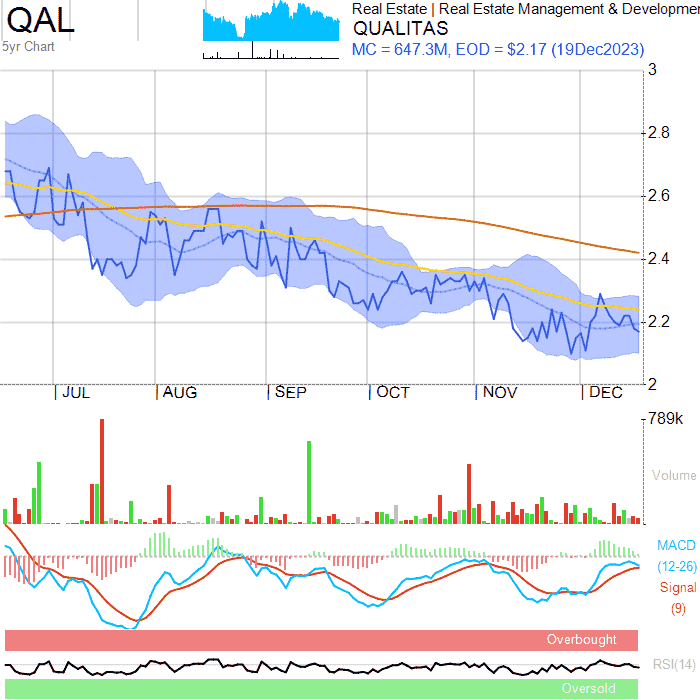 QAL
5yr Chart
Real Estate | Real Estate Management & Developmen
QUALITAS
MC = 647.3M, EOD = $2.17 (19Dec2023)
3
2.8
2.6
2.4
2.2
2
JUL AUG SEP OCT NOV DEC
789k
Volume
MACD
(12-26)
Signal
(9)
Overbought
RSI(14)
Oversold